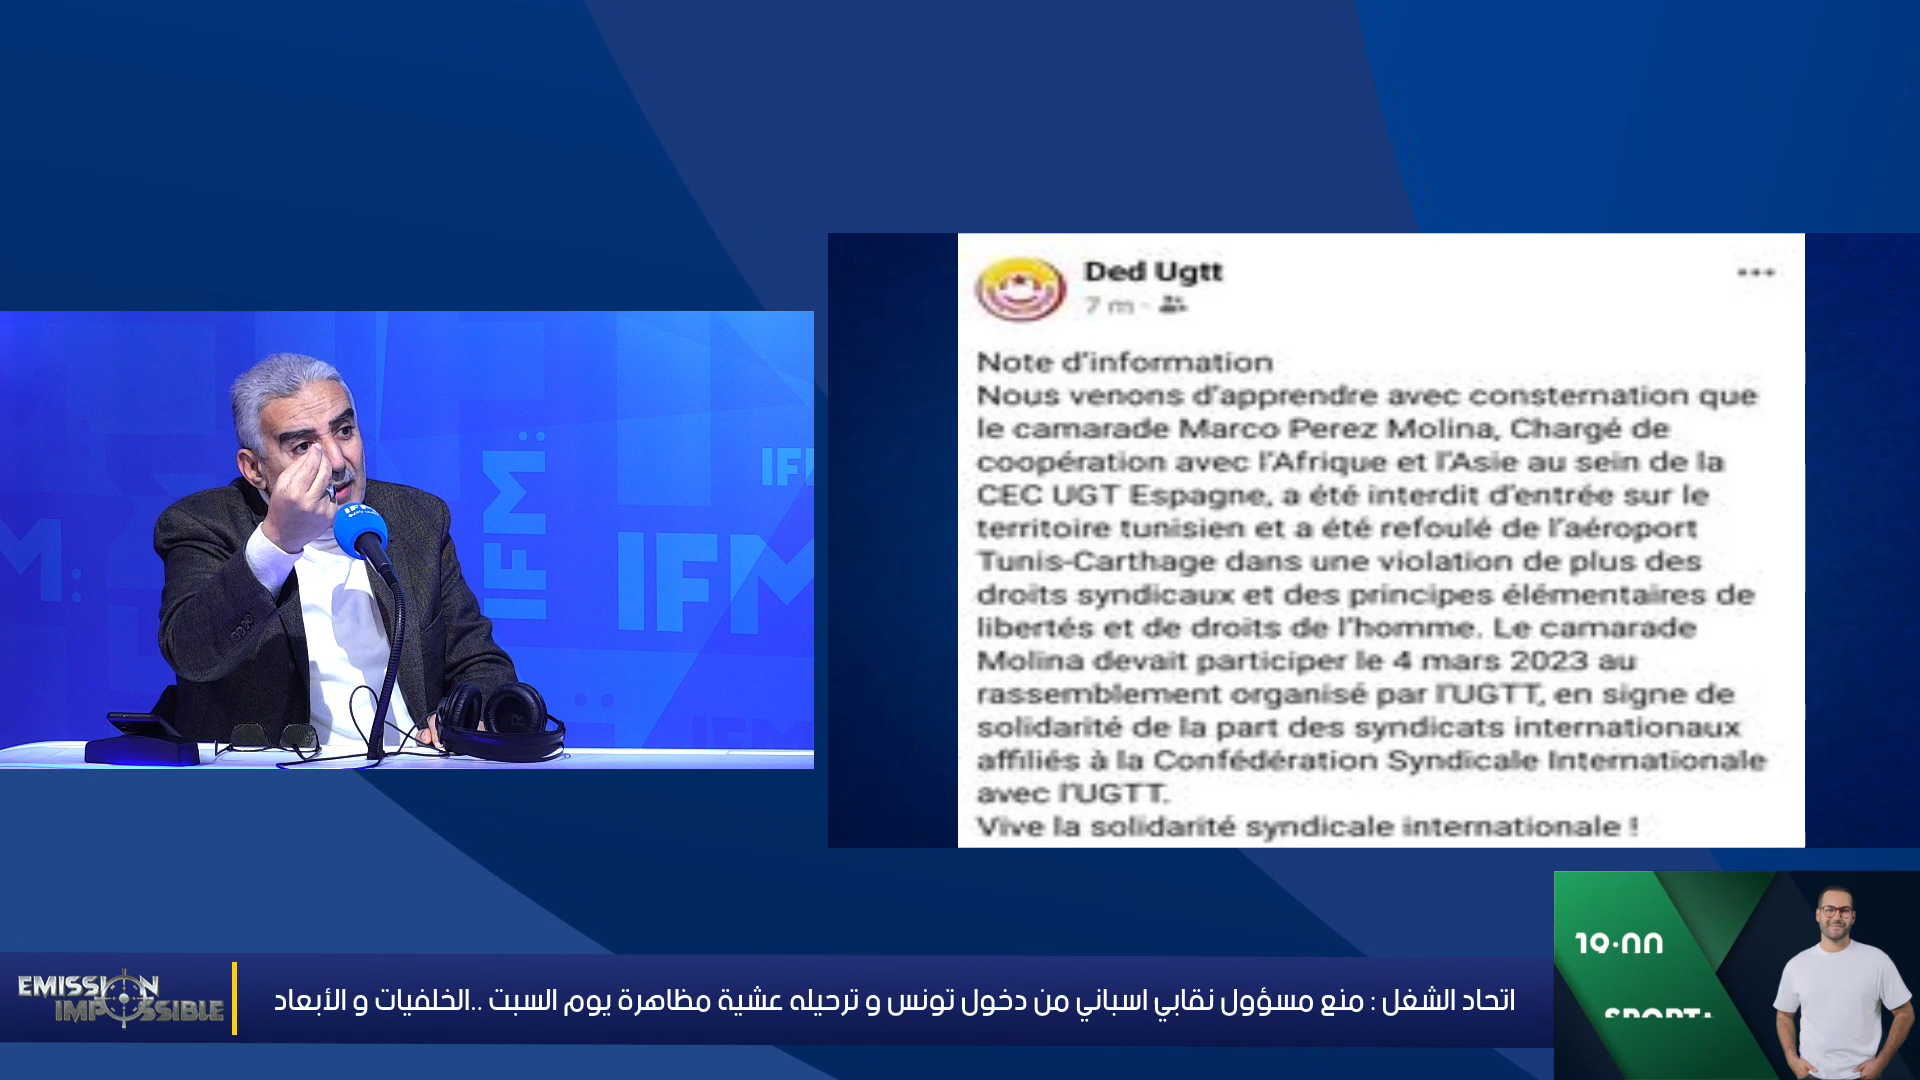 Ded Ugtt
7 m
Note d'information
Nous venons d'apprendre avec consternation que
le camarade Marco Perez Molina, Chargé de
coopération avec l'Afrique et l'Asie au sein de la
CEC UGT Espagne, a été interdit d'entrée sur le
territoire tunisien et a été refoulé de l'aéroport
Tunis-Carthage dans une violation de plus des
droits syndicaux et des principes élémentaires de
libertés et de droits de l'homme. Le camarade
Molina devait participer le 4 mars 2023 au
rassemblement organisé par l'UGTT, en signe de
solidarité de la part des syndicats internationaux
affiliés à la Confédération Syndicale Internationale
avec l'UGTT.
Vive la solidarité syndicale internationale !
IFM
IFM
IFM
IFM
EMISSION
IMPOSSIBLE
اتحاد الشغل : منع مسؤول نقابي اسباني من دخول تونس و ترحيله عشية مظاهرة يوم السبت ..الخلفيات و الأبعاد